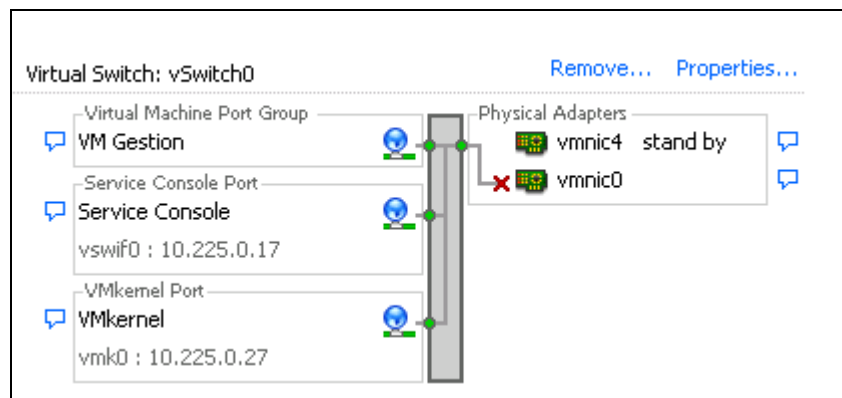 Virtual Switch: vSwitch0 Remove... Properties...
Virtual Machine Port Group Physical Adapters
VM Gestion vmnic4 stand by
Service Console Port vmnic0
Service Console
vswif0 : 10.225.0.17
VMkernel Port
VMkernel
vmk0 : 10.225.0.27